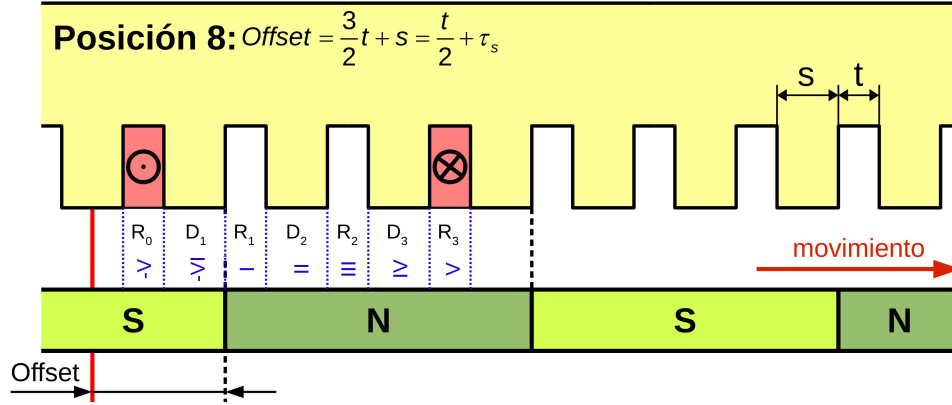 Posición 8: Offset = 3/2 t + s = t/2 + τₛ
s t
R₀ D₁ R₁ D₂ R₂ D₃ R₃
− = ≡ ≥ >
movimiento
S N S N
Offset